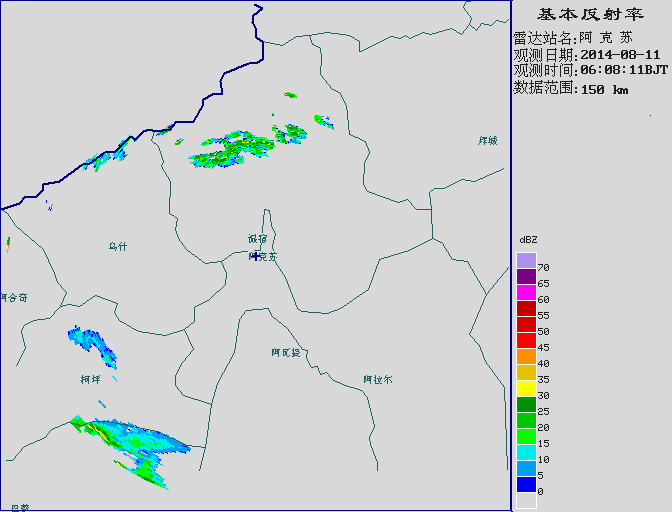 基本反射率
雷达站名:阿 克 苏
观测日期:2014-08-11
观测时间:06:08:11BJT
数据范围:150 km
拜城
温宿
乌什
阿克苏
阿合奇
阿瓦提
柯坪
阿拉尔
巴楚
dBZ
70
65
60
55
50
45
40
35
30
25
20
15
10
5
0